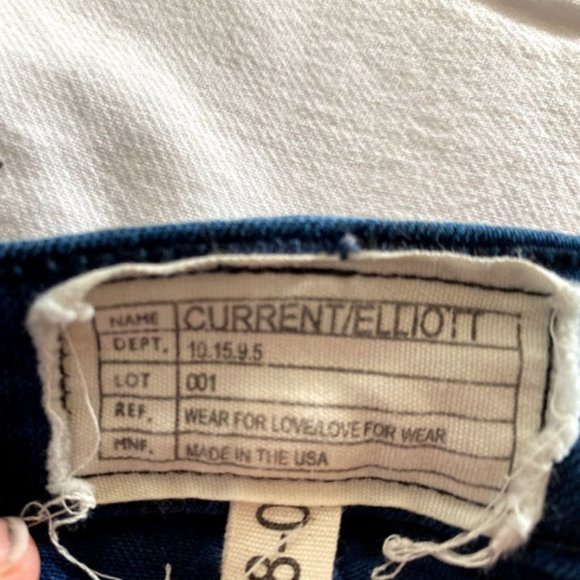 NAME CURRENT/ELLIOTT
DEPT. 10.15.9.5
LOT 001
REF. WEAR FOR LOVE/LOVE FOR WEAR
MNF. MADE IN THE USA